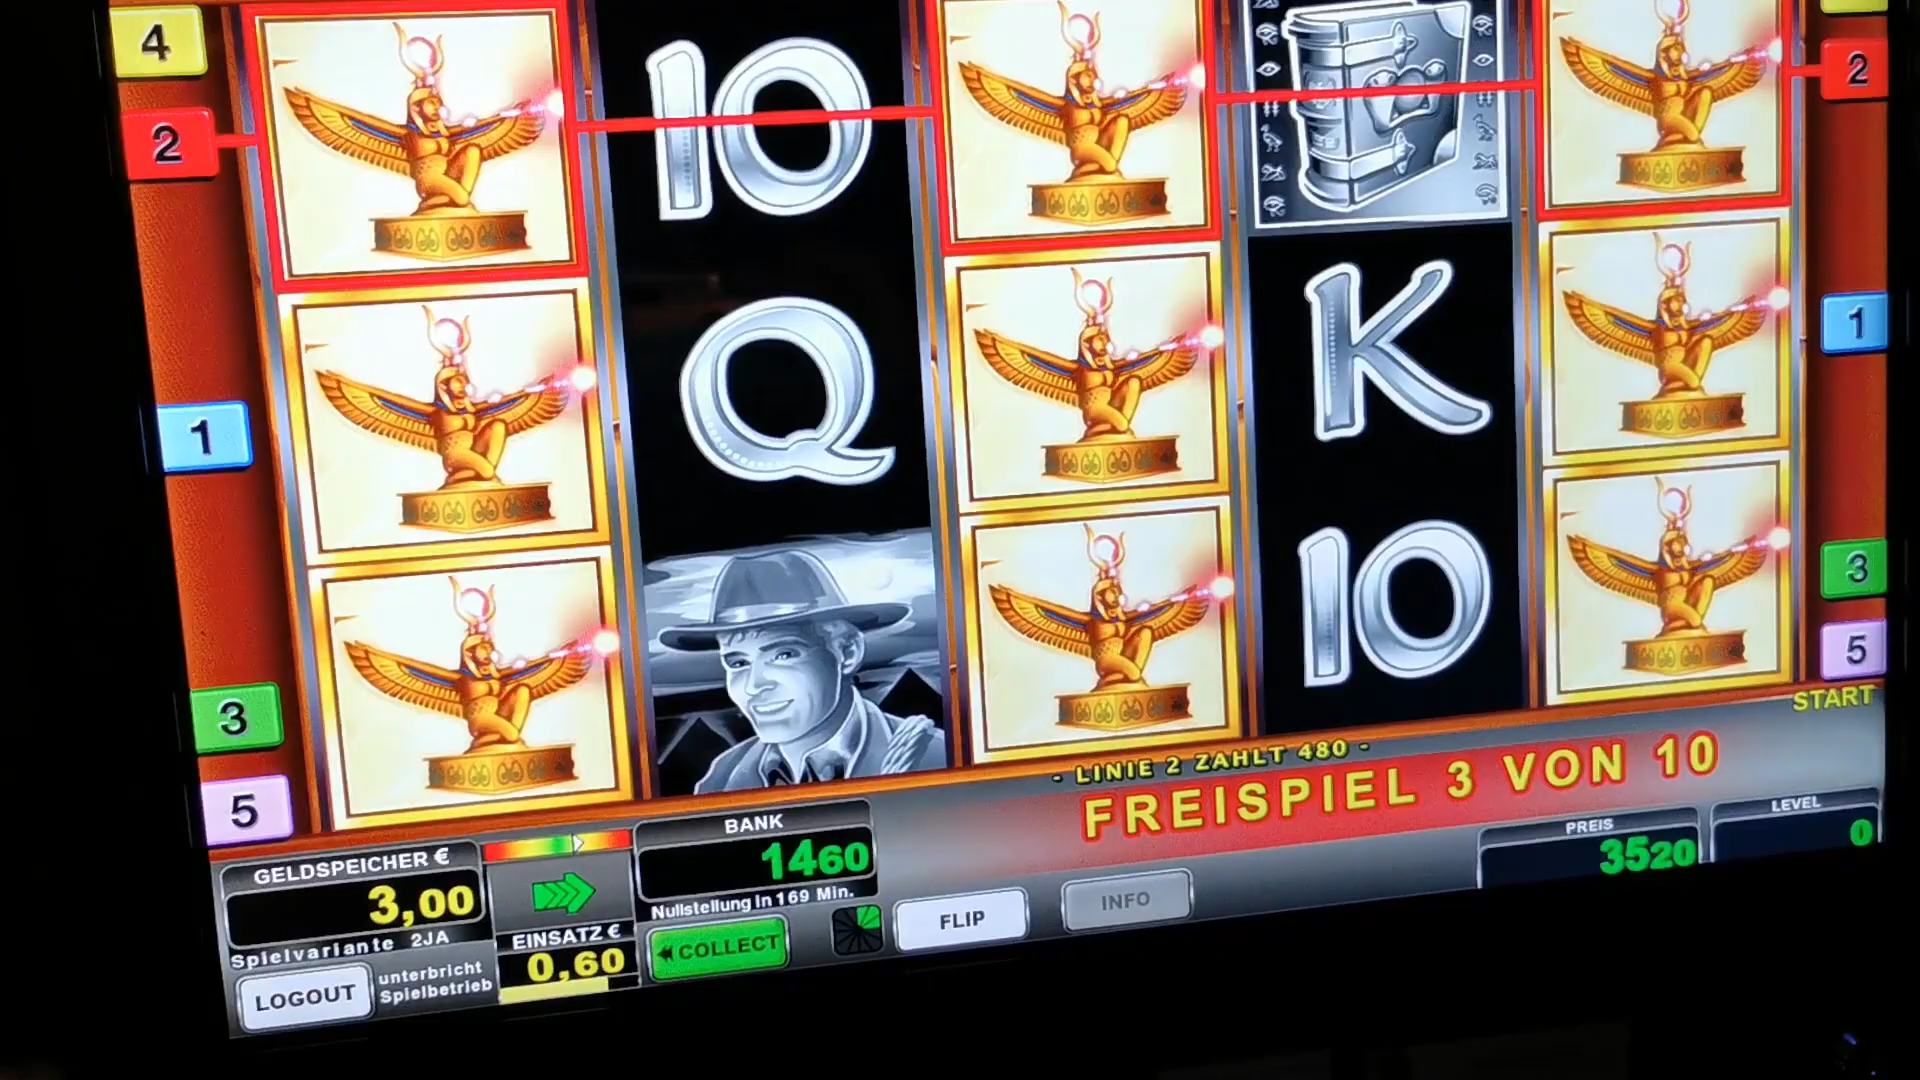 4
2
10
2
1
Q
K
1
3
10
3
5
5
START
- LINIE 2 ZAHLT 480 -
FREISPIEL 3 VON 10
GELDSPEICHER €
3,00
BANK
1460
Nullstellung in 169 Min.
PREIS
3520
LEVEL
0
Spielvariante 2JA
EINSATZ €
0,60
COLLECT
FLIP
INFO
LOGOUT
unterbricht
Spielbetrieb